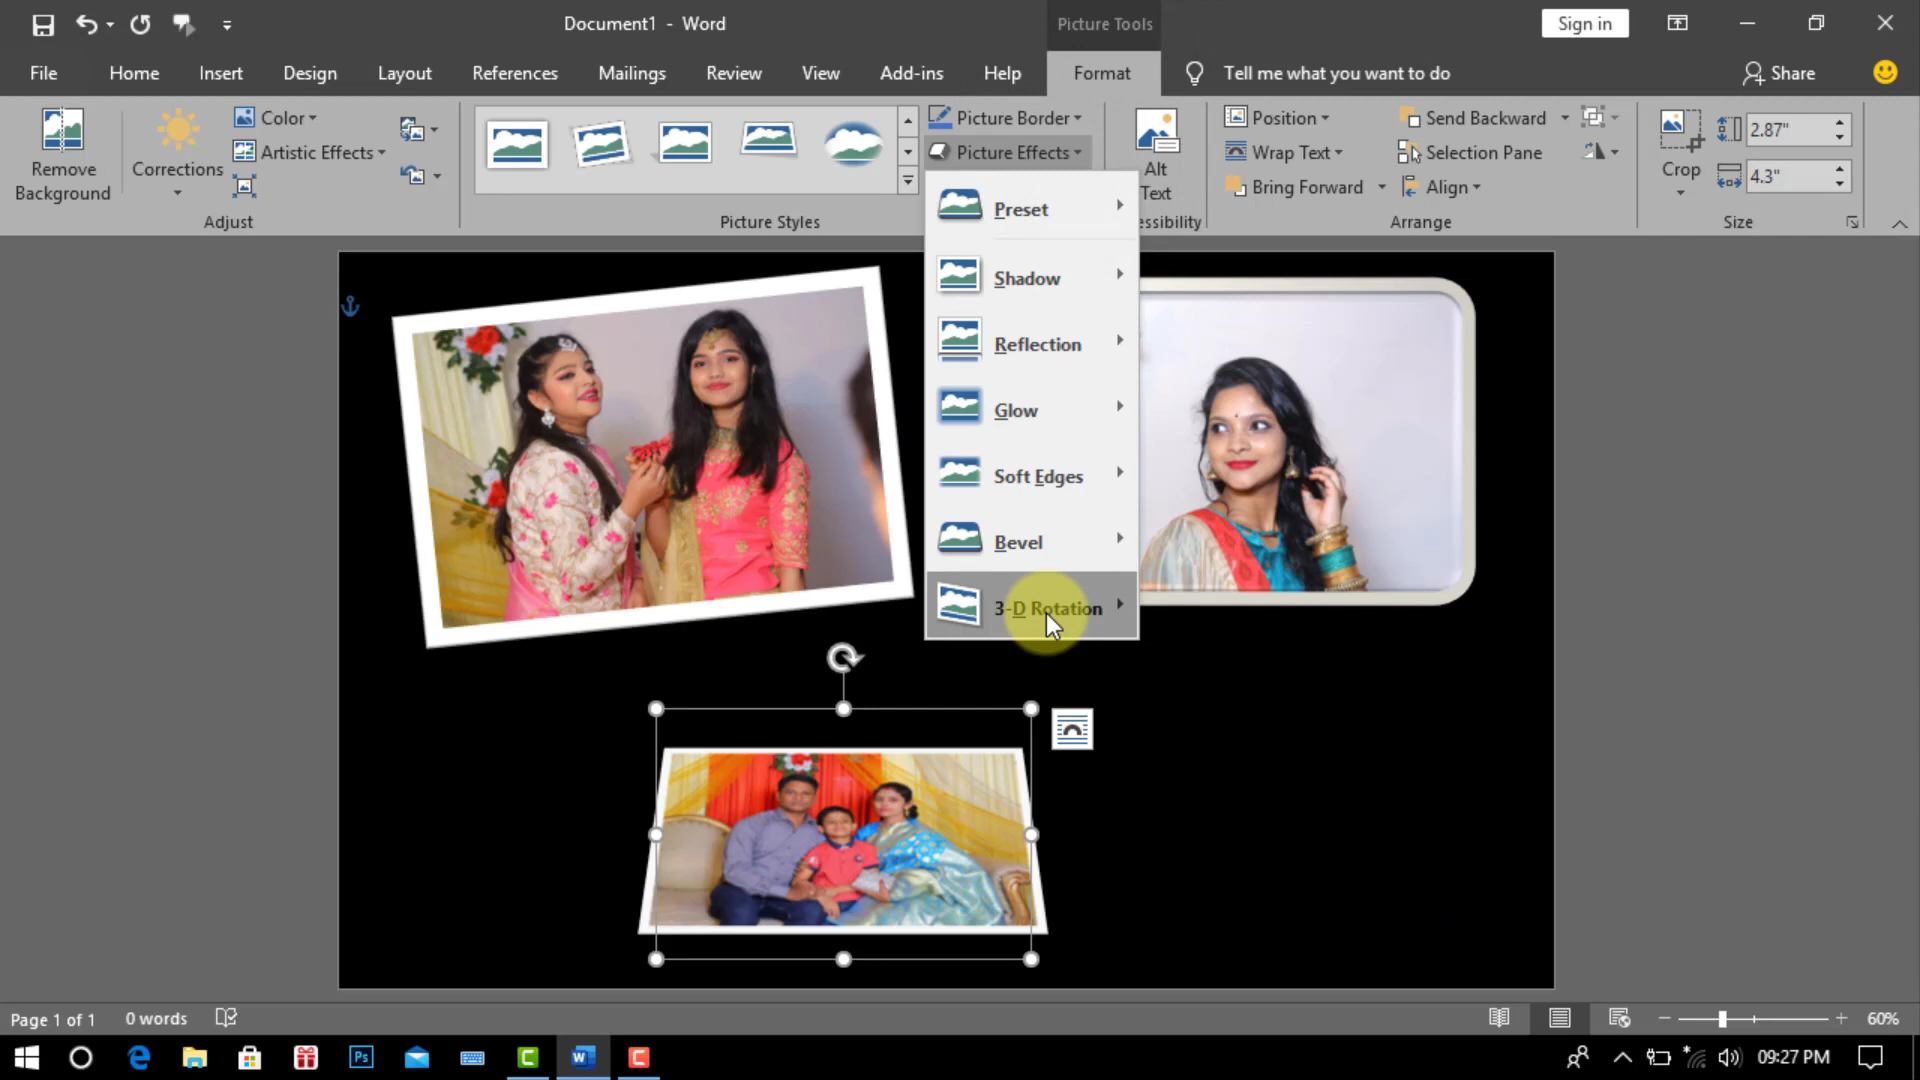 Document1 - Word
Picture Tools
Sign in
File
Home
Insert
Design
Layout
References
Mailings
Review
View
Add-ins
Help
Format
Tell me what you want to do
Share
Remove
Background
Corrections
Color
Artistic Effects
Adjust
Picture Styles
Picture Border
Picture Effects
Alt
Text
essibility
Position
Wrap Text
Bring Forward
Send Backward
Selection Pane
Align
Arrange
Crop
2.87"
4.3"
Size
Preset
Shadow
Reflection
Glow
Soft Edges
Bevel
3-D Rotation
Page 1 of 1
0 words
60%
Ps
09:27 PM